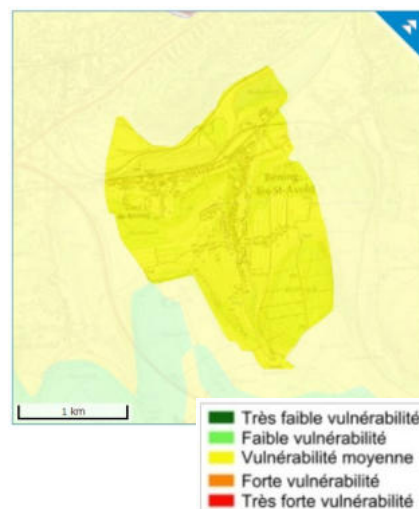 1 km
Très faible vulnérabilité
Faible vulnérabilité
Vulnérabilité moyenne
Forte vulnérabilité
Très forte vulnérabilité